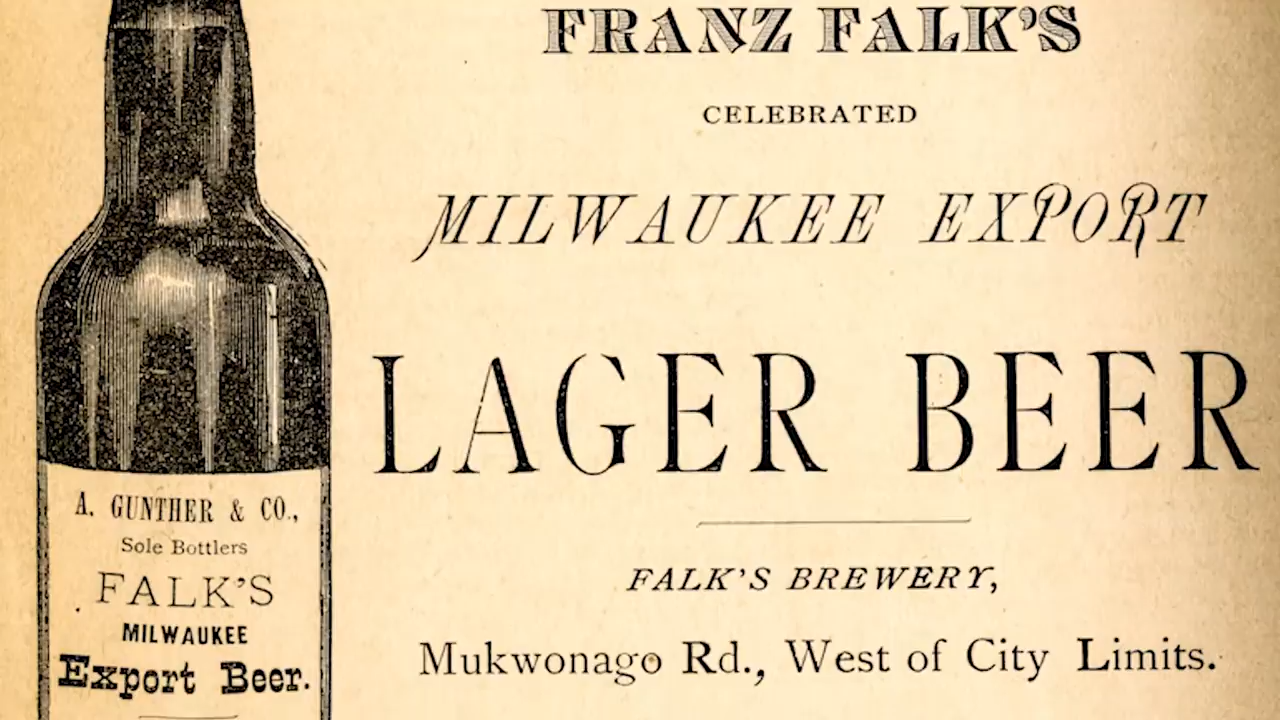 FRANZ FALK'S
CELEBRATED
MILWAUKEE EXPORT
LAGER BEER
FALK'S BREWERY,
Mukwonago Rd., West of City Limits.
A. GUNTHER & CO.,
Sole Bottlers
FALK'S
MILWAUKEE
Export Beer.